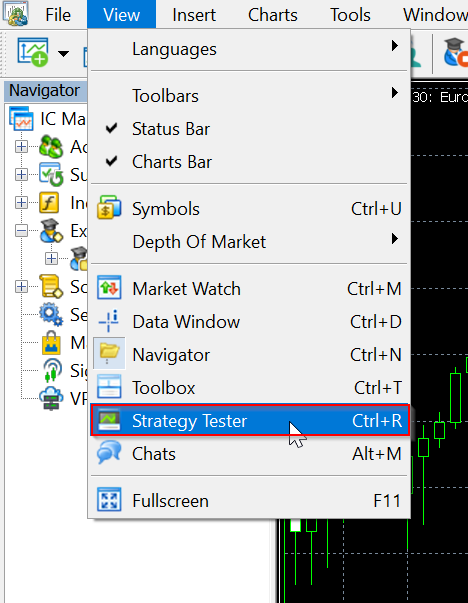 File View Insert Charts Tools Window
Languages
Navigator
30: Euro
IC Ma
Toolbars
Status Bar
Charts Bar
Symbols Ctrl+U
Depth Of Market
Market Watch Ctrl+M
Data Window Ctrl+D
Navigator Ctrl+N
Toolbox Ctrl+T
Strategy Tester Ctrl+R
Chats Alt+M
Fullscreen F11
Ac
Su
In
Ex
Sc
Se
Ma
Sig
VP